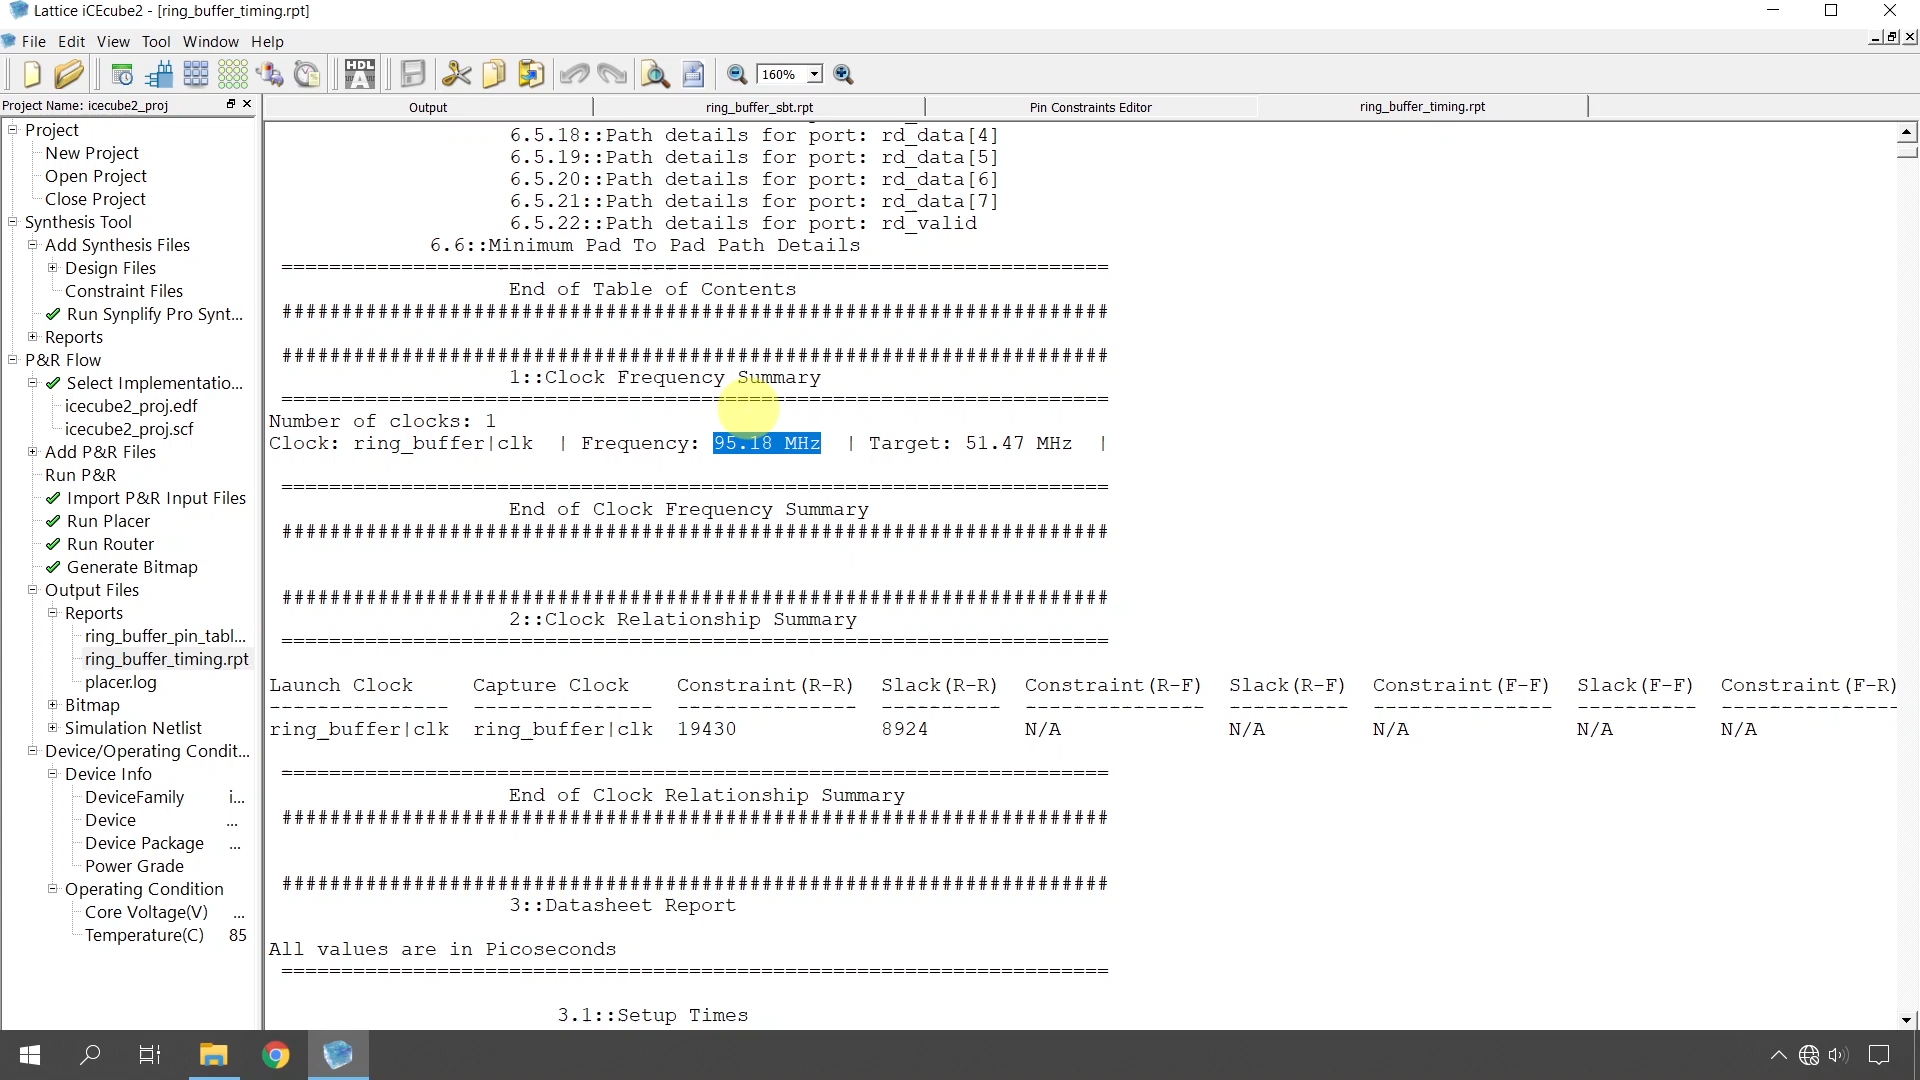 Lattice iCEcube2 - [ring_buffer_timing.rpt]
File Edit View Tool Window Help
160%
Project Name: icecube2_proj
Output
ring_buffer_sbt.rpt
Pin Constraints Editor
ring_buffer_timing.rpt
Project
New Project
Open Project
Close Project
Synthesis Tool
Add Synthesis Files
Design Files
Constraint Files
Run Synplify Pro Synt...
Reports
P&R Flow
Select Implementatio...
icecube2_proj.edf
icecube2_proj.scf
Add P&R Files
Run P&R
Import P&R Input Files
Run Placer
Run Router
Generate Bitmap
Output Files
Reports
ring_buffer_pin_tabl...
ring_buffer_timing.rpt
placer.log
Bitmap
Simulation Netlist
Device/Operating Condit...
Device Info
DeviceFamily i...
Device ...
Device Package ...
Power Grade
Operating Condition
Core Voltage(V) ...
Temperature(C) 85
6.5.18::Path details for port: rd_data[4]
6.5.19::Path details for port: rd_data[5]
6.5.20::Path details for port: rd_data[6]
6.5.21::Path details for port: rd_data[7]
6.5.22::Path details for port: rd_valid
6.6::Minimum Pad To Pad Path Details
=====================================================================
End of Table of Contents
#####################################################################
#####################################################################
1::Clock Frequency Summary
=====================================================================
Number of clocks: 1
Clock: ring_buffer|clk | Frequency: 95.18 MHz | Target: 51.47 MHz |
=====================================================================
End of Clock Frequency Summary
#####################################################################
#####################################################################
2::Clock Relationship Summary
=====================================================================
Launch Clock Capture Clock Constraint(R-R) Slack(R-R) Constraint(R-F) Slack(R-F) Constraint(F-F) Slack(F-F) Constraint(F-R)
--------------- --------------- --------------- ---------- --------------- ---------- --------------- ---------- ---------------
ring_buffer|clk ring_buffer|clk 19430 8924 N/A N/A N/A N/A N/A
=====================================================================
End of Clock Relationship Summary
#####################################################################
#####################################################################
3::Datasheet Report
All values are in Picoseconds
=====================================================================
3.1::Setup Times